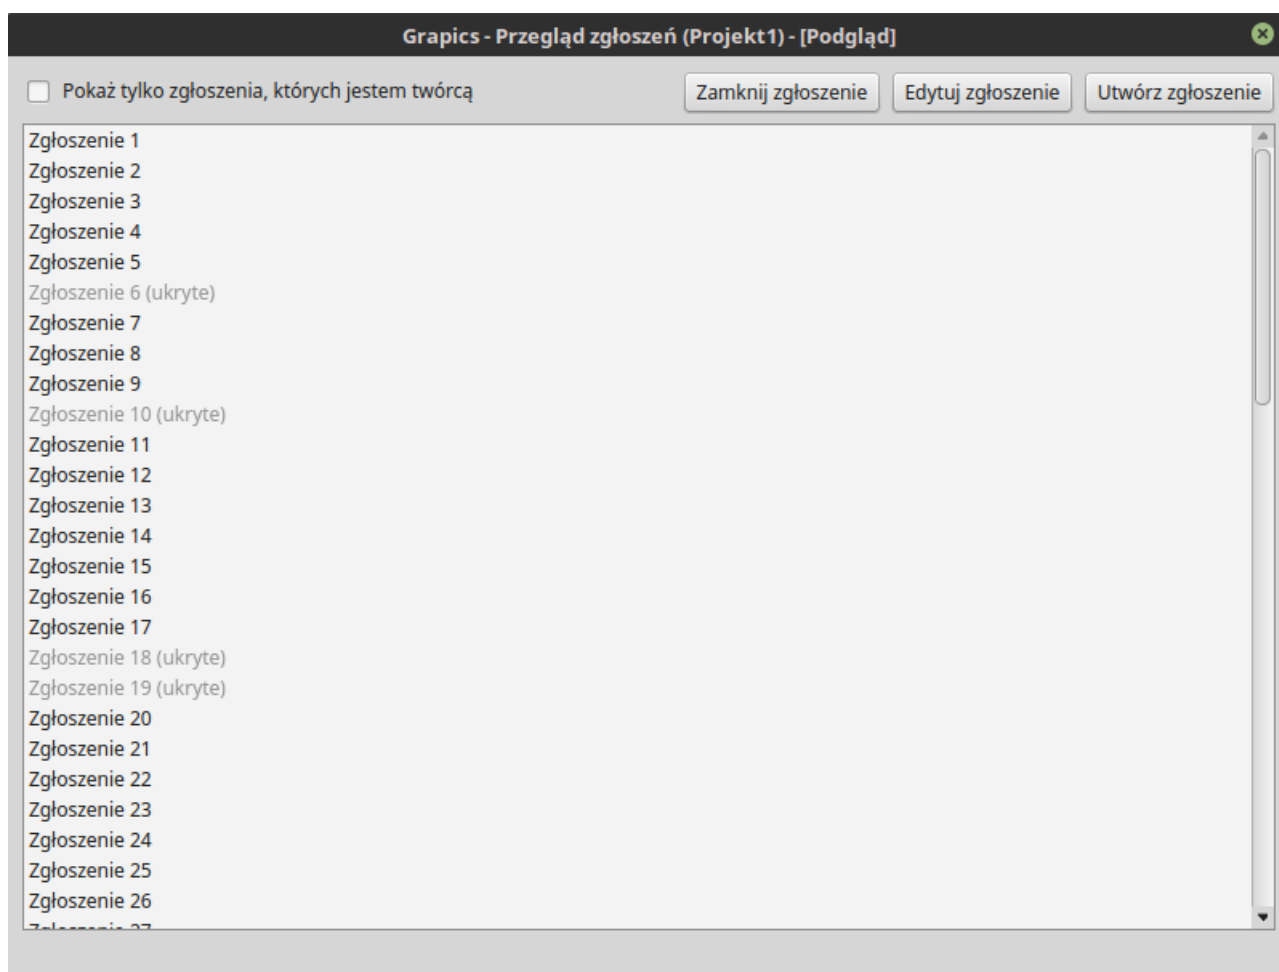 Grapics - Przegląd zgłoszeń (Projekt1) - [Podgląd]
Pokaż tylko zgłoszenia, których jestem twórcą
Zamknij zgłoszenie
Edytuj zgłoszenie
Utwórz zgłoszenie
Zgłoszenie 1
Zgłoszenie 2
Zgłoszenie 3
Zgłoszenie 4
Zgłoszenie 5
Zgłoszenie 6 (ukryte)
Zgłoszenie 7
Zgłoszenie 8
Zgłoszenie 9
Zgłoszenie 10 (ukryte)
Zgłoszenie 11
Zgłoszenie 12
Zgłoszenie 13
Zgłoszenie 14
Zgłoszenie 15
Zgłoszenie 16
Zgłoszenie 17
Zgłoszenie 18 (ukryte)
Zgłoszenie 19 (ukryte)
Zgłoszenie 20
Zgłoszenie 21
Zgłoszenie 22
Zgłoszenie 23
Zgłoszenie 24
Zgłoszenie 25
Zgłoszenie 26